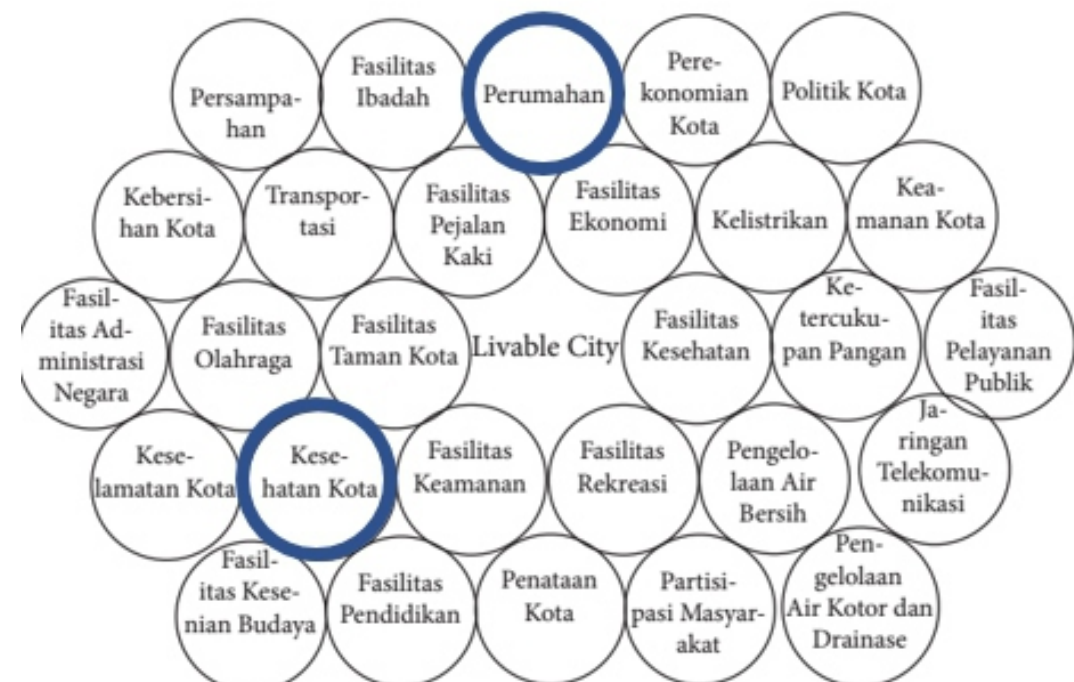 Persampa-
han
Fasilitas
Ibadah
Perumahan
Pere-
konomian
Kota
Politik Kota
Kebersi-
han Kota
Transpor-
tasi
Fasilitas
Pejalan
Kaki
Fasilitas
Ekonomi
Kelistrikan
Kea-
manan Kota
Fasil-
itas Ad-
ministrasi
Negara
Fasilitas
Olahraga
Fasilitas
Taman Kota
Livable City
Fasilitas
Kesehatan
Ke-
tercuku-
pan Pangan
Fasil-
itas
Pelayanan
Publik
Kese-
lamatan Kota
Kese-
hatan Kota
Fasilitas
Keamanan
Fasilitas
Rekreasi
Pengelo-
laan Air
Bersih
Ja-
ringan
Telekomu-
nikasi
Fasil-
itas Kese-
nian Budaya
Fasilitas
Pendidikan
Penataan
Kota
Partisi-
pasi Masyar-
akat
Pen-
gelolaan
Air Kotor dan
Drainase